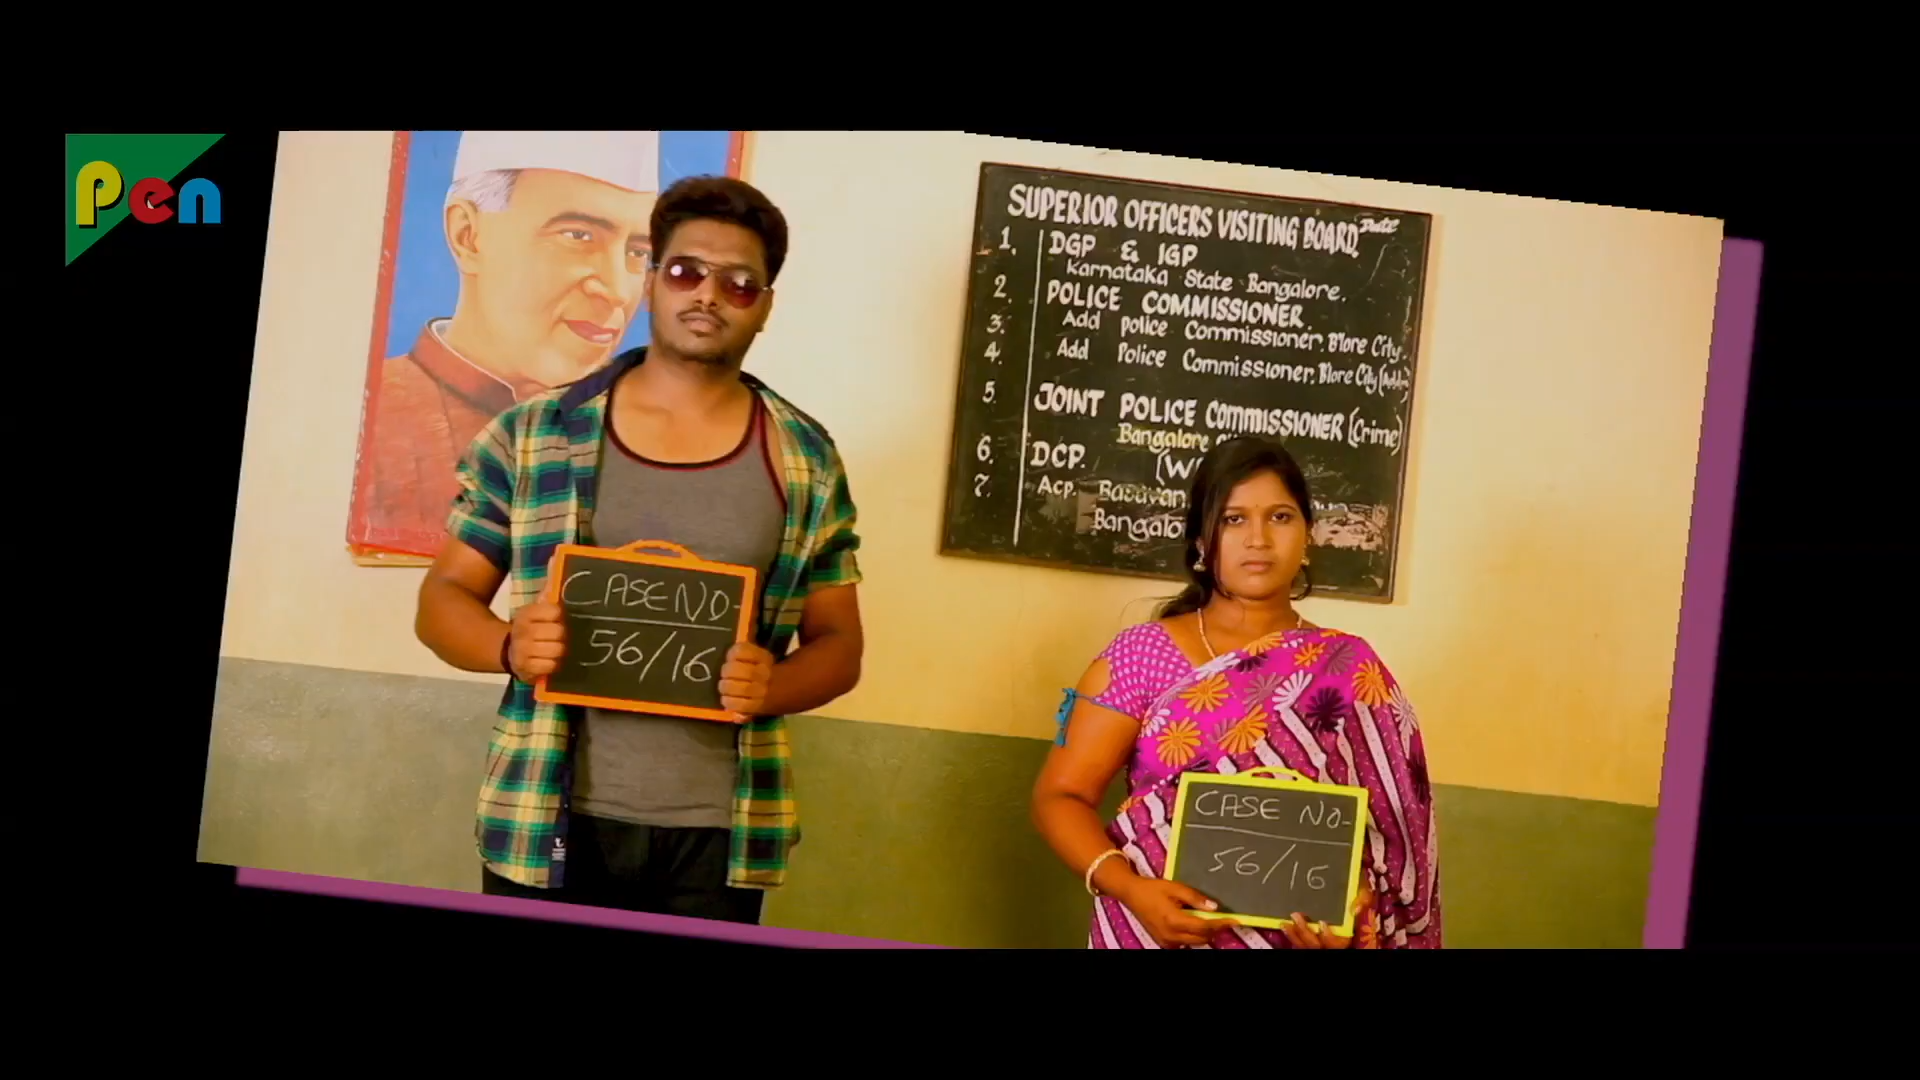 Pen
SUPERIOR OFFICERS VISITING BOARD.
Date
1. DGP & IGP
Karnataka State Bangalore.
2. POLICE COMMISSIONER
3. Add police Commissioner. B'lore City.
4. Add Police Commissioner. B'lore City
5. JOINT POLICE COMMISSIONER (Crime)
Bangalore
6. DCP.
7. Acp.
CASE NO-
56/16
CASE NO-
56/16